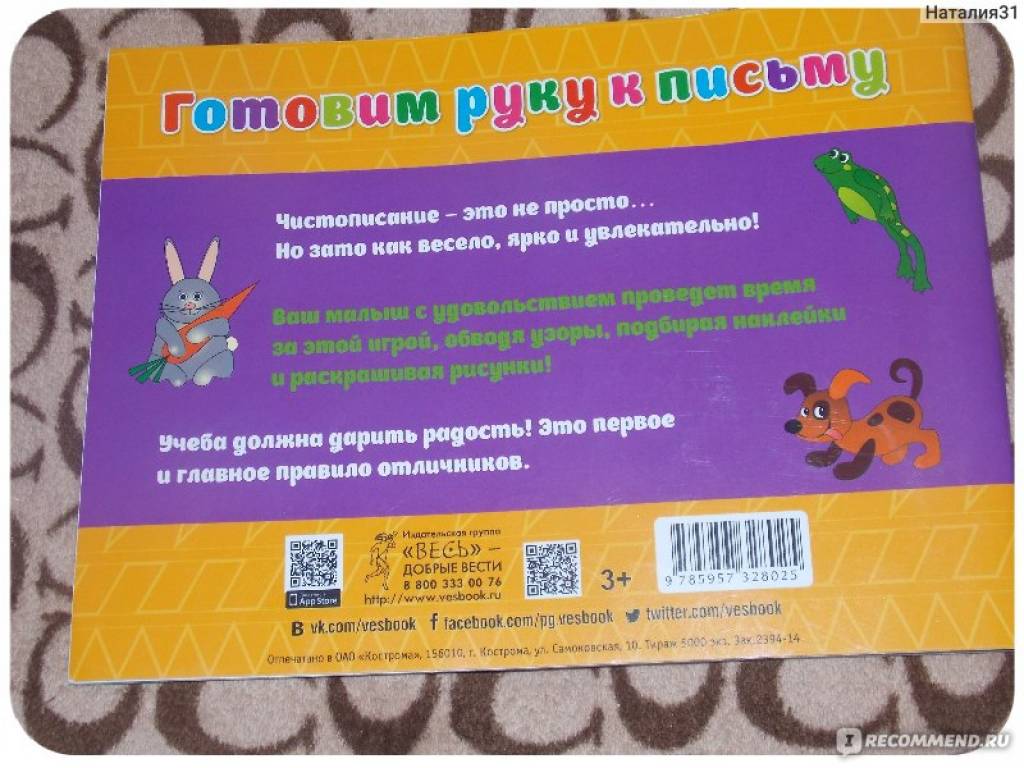 Наталия31
Готовим руку к письму
Чистописание – это не просто...
Но зато как весело, ярко и увлекательно!
Ваш малыш с удовольствием проведет время
за этой игрой, обводя узоры, подбирая наклейки
и раскрашивая рисунки!
Учеба должна дарить радость! Это первое
и главное правило отличников.
Издательская группа
«ВЕСЬ» –
ДОБРЫЕ ВЕСТИ
8 800 333 00 76
http://www.vesbook.ru
App Store
3+
9 785957 328025
В vk.com/vesbook f facebook.com/pg.vesbook twitter.com/vesbook
Отпечатано в ОАО «Кострома», 156010, г. Кострома, ул. Самоковская, 10. Тираж 5000 экз. Зак.2394-14
IRECOMMEND.RU